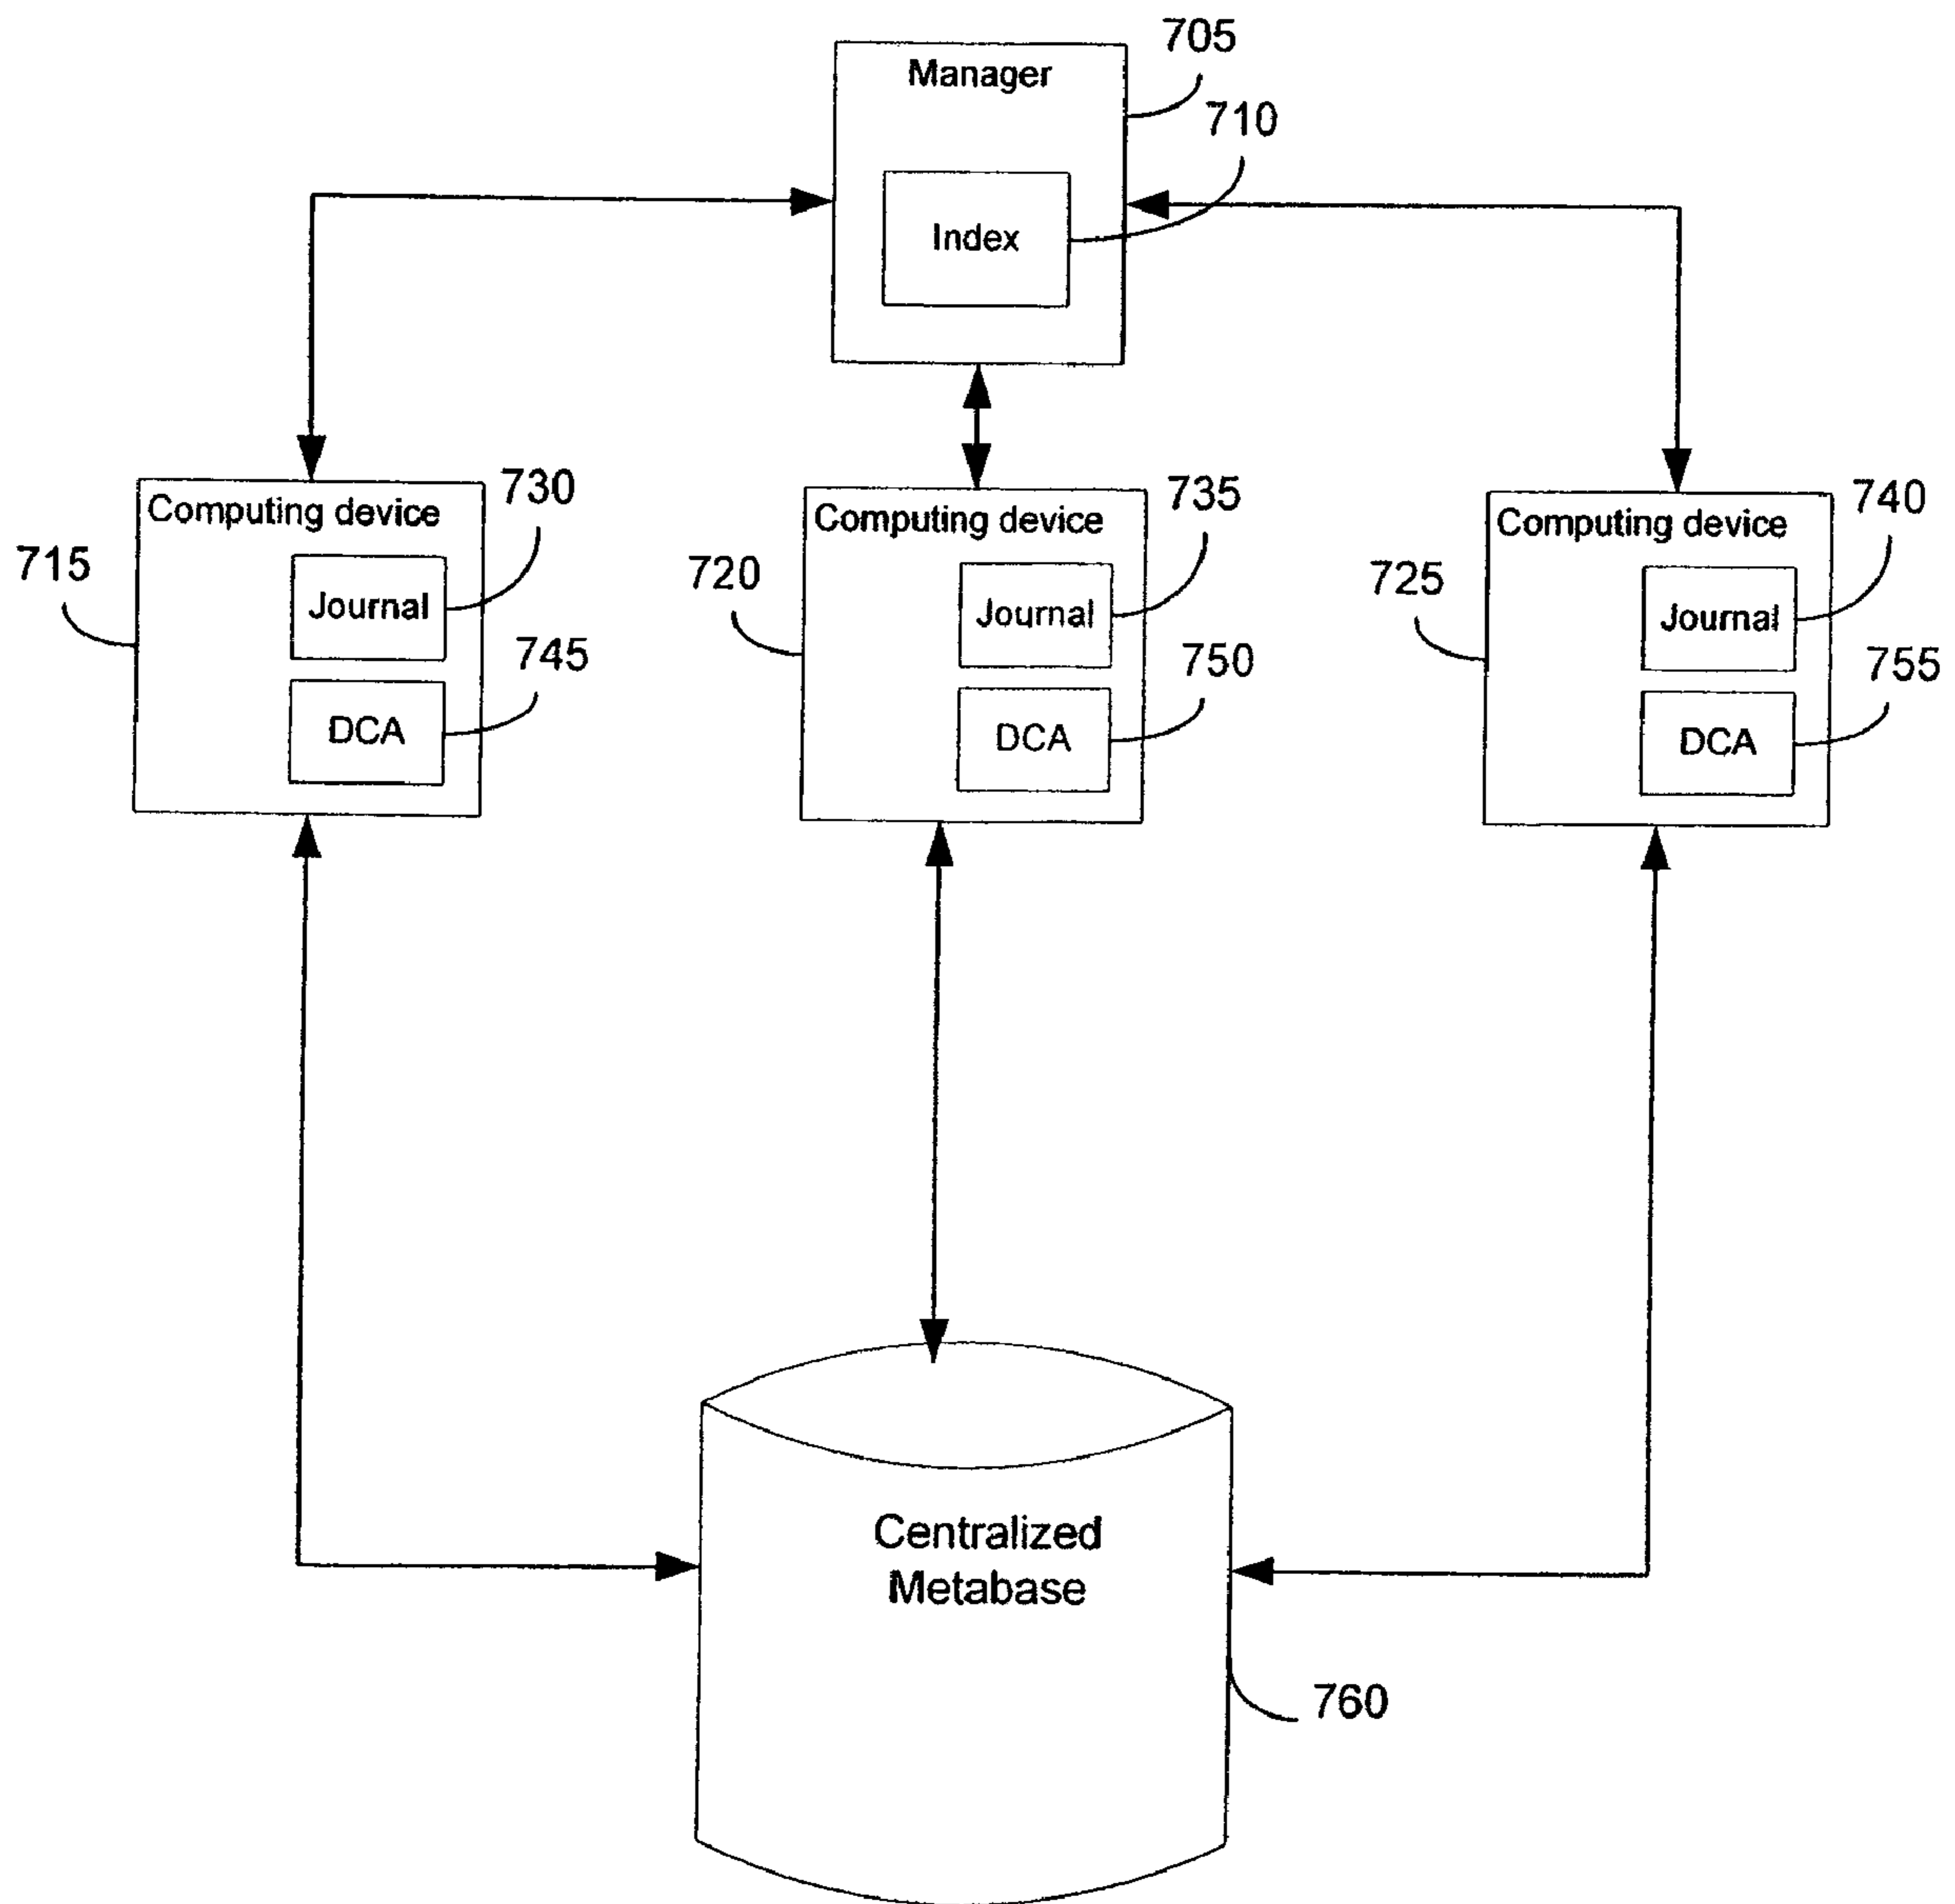 705
Manager
710
Index
730
735
740
Computing device
Computing device
Computing device
715
720
725
Journal
Journal
Journal
745
750
755
DCA
DCA
DCA
Centralized
Metabase
760